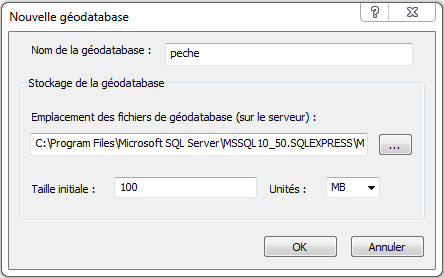 Nouvelle géodatabase
Nom de la géodatabase : peche
Stockage de la géodatabase
Emplacement des fichiers de géodatabase (sur le serveur) :
C:\Program Files\Microsoft SQL Server\MSSQL10_50.SQLEXPRESS\M ...
Taille initiale : 100 Unités : MB
OK Annuler